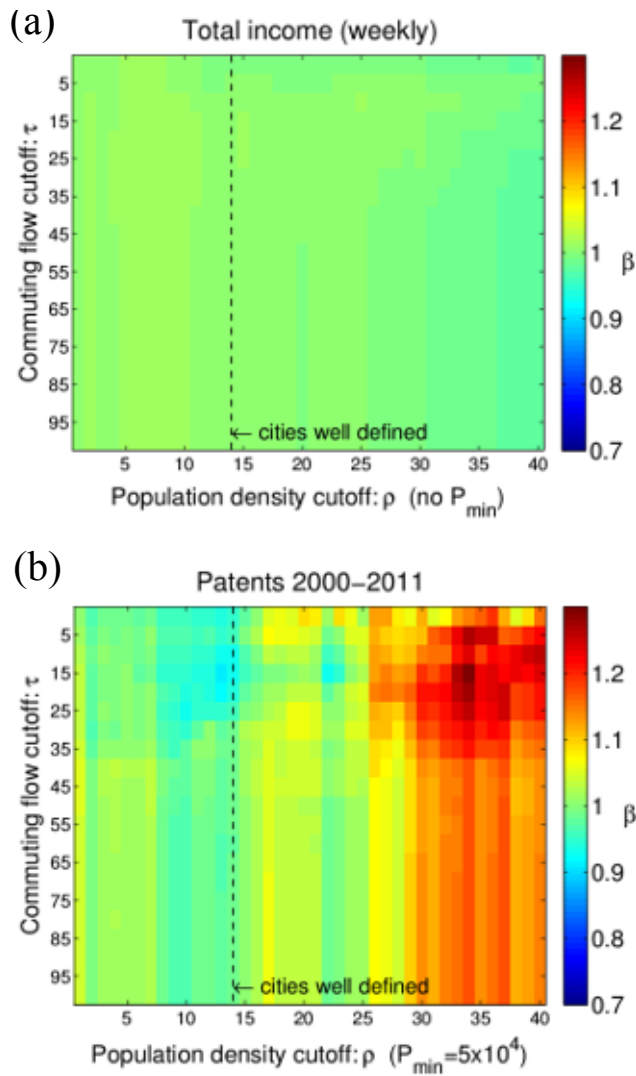 (a)
Total income (weekly)
Commuting flow cutoff: τ
5
15
25
35
45
55
65
75
85
95
← cities well defined
5 10 15 20 25 30 35 40
Population density cutoff: ρ (no P_min)
1.2
1.1
1
0.9
0.8
0.7
β
(b)
Patents 2000−2011
Commuting flow cutoff: τ
5
15
25
35
45
55
65
75
85
95
← cities well defined
5 10 15 20 25 30 35 40
Population density cutoff: ρ (P_min=5x10^4)
1.2
1.1
1
0.9
0.8
0.7
β